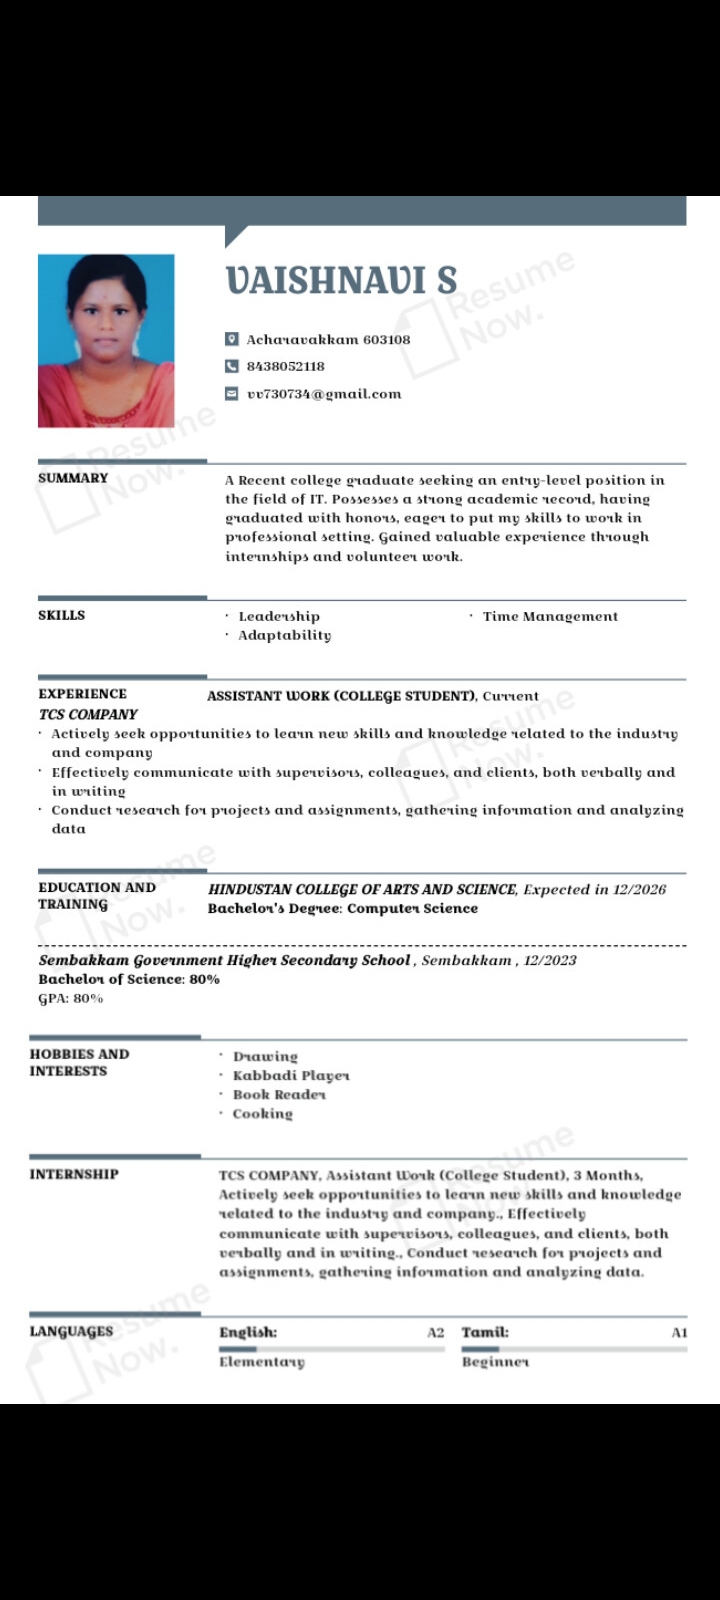 VAISHNAVI S
Acharavakkam 603108
8438052118
vv730734@gmail.com
SUMMARY
A Recent college graduate seeking an entry-level position in
the field of IT. Possesses a strong academic record, having
graduated with honors, eager to put my skills to work in
professional setting. Gained valuable experience through
internships and volunteer work.
SKILLS
· Leadership
· Time Management
· Adaptability
EXPERIENCE
ASSISTANT WORK (COLLEGE STUDENT), Current
TCS COMPANY
· Actively seek opportunities to learn new skills and knowledge related to the industry
and company
· Effectively communicate with supervisors, colleagues, and clients, both verbally and
in writing
· Conduct research for projects and assignments, gathering information and analyzing
data
EDUCATION AND
TRAINING
HINDUSTAN COLLEGE OF ARTS AND SCIENCE, Expected in 12/2026
Bachelor's Degree: Computer Science
Sembakkam Government Higher Secondary School , Sembakkam , 12/2023
Bachelor of Science: 80%
GPA: 80%
HOBBIES AND
INTERESTS
· Drawing
· Kabbadi Player
· Book Reader
· Cooking
INTERNSHIP
TCS COMPANY, Assistant Work (College Student), 3 Months,
Actively seek opportunities to learn new skills and knowledge
related to the industry and company., Effectively
communicate with supervisors, colleagues, and clients, both
verbally and in writing., Conduct research for projects and
assignments, gathering information and analyzing data.
LANGUAGES
English: A2
Elementary
Tamil: A1
Beginner
Resume
Now.
Resume
Now.
Resume
Now.
Resume
Now.
Resume
Now.
Resume
Now.